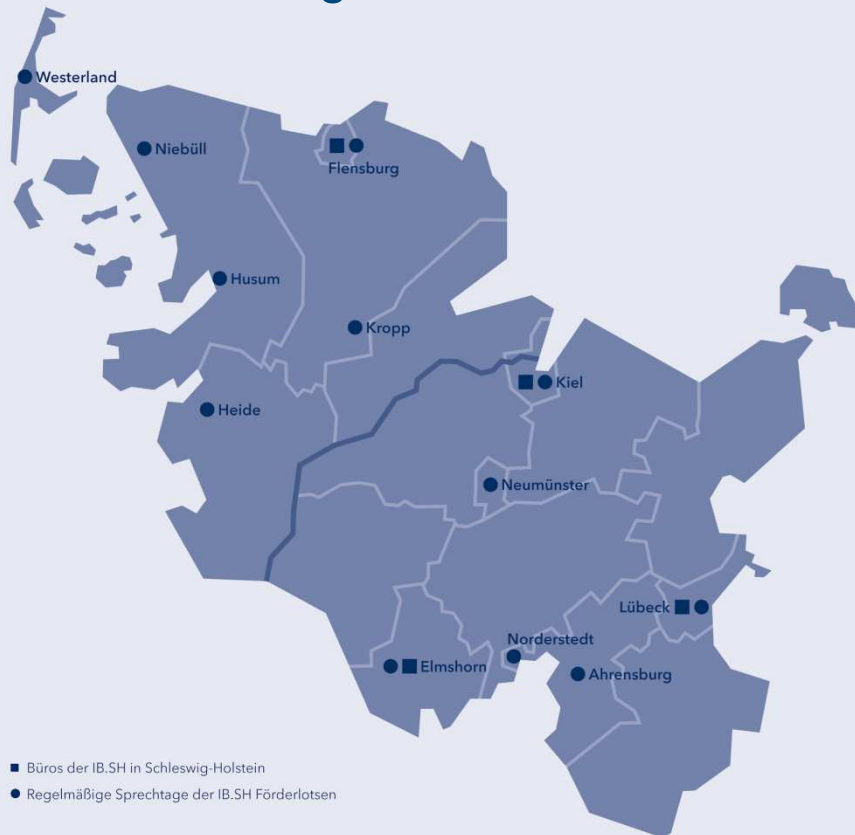 Westerland
Niebüll
Flensburg
Husum
Kropp
Kiel
Heide
Neumünster
Lübeck
Norderstedt
Elmshorn
Ahrensburg
Büros der IB.SH in Schleswig-Holstein
Regelmäßige Sprechtage der IB.SH Förderlotsen